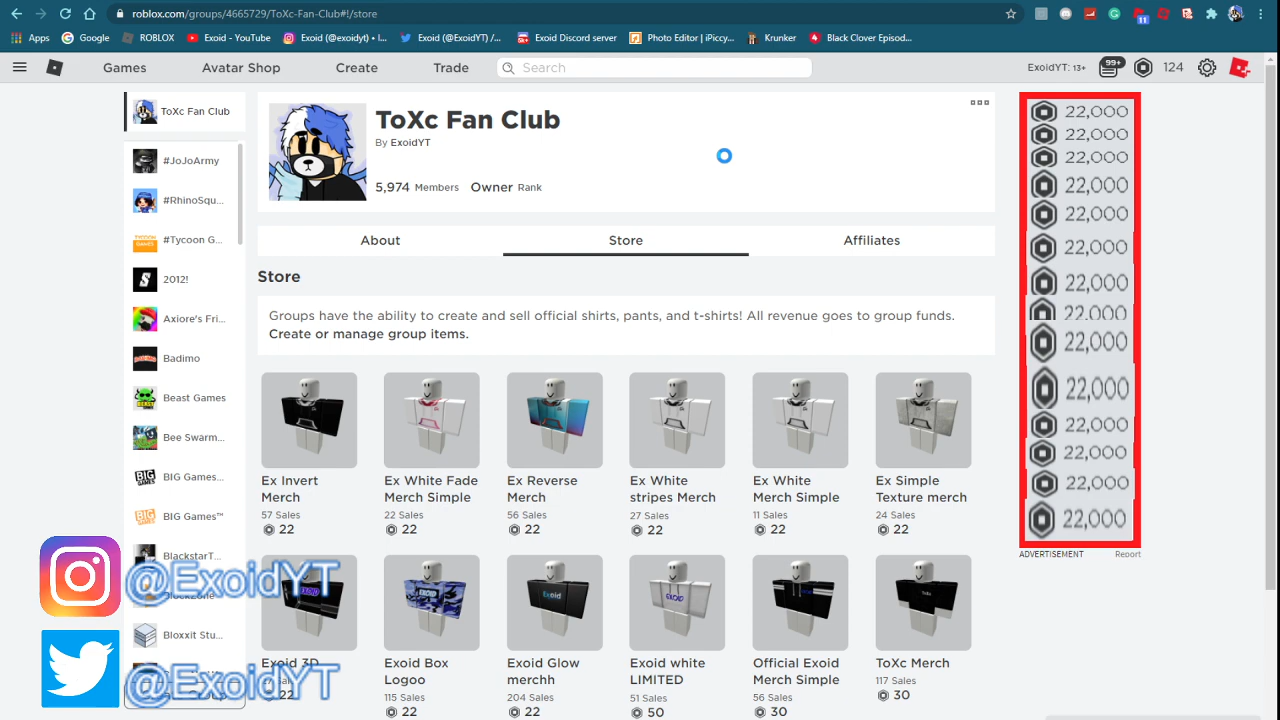 roblox.com/groups/4665729/ToXc-Fan-Club#!/store
11
Apps
Google
ROBLOX
Exoid - YouTube
Exoid (@exoidyt) • I...
Exoid (@ExoidYT) /...
Exoid Discord server
Photo Editor | iPiccy...
Krunker
Black Clover Episod...
Games
Avatar Shop
Create
Trade
Search
ExoidYT: 13+
99+
124
ToXc Fan Club
#JoJoArmy
#RhinoSqu...
#Tycoon G...
2012!
Axiore's Fri...
Badimo
Beast Games
Bee Swarm...
BIG Games...
BIG Games™
BlackstarT...
Bloxxit Stu...
ToXc Fan Club
By ExoidYT
5,974 Members Owner Rank
About
Store
Affiliates
Store
Groups have the ability to create and sell official shirts, pants, and t-shirts! All revenue goes to group funds.
Create or manage group items.
Ex Invert
Merch
57 Sales
22
Ex White Fade
Merch Simple
22 Sales
22
Ex Reverse
Merch
56 Sales
22
Ex White
stripes Merch
27 Sales
22
Ex White
Merch Simple
11 Sales
22
Ex Simple
Texture merch
24 Sales
22
Exoid 3D
22
Exoid Box
Logoo
115 Sales
22
Exoid Glow
merchh
204 Sales
22
Exoid white
LIMITED
51 Sales
50
Official Exoid
Merch Simple
56 Sales
30
ToXc Merch
117 Sales
30
22,000
22,000
22,000
22,000
22,000
22,000
22,000
22,000
22,000
22,000
22,000
22,000
22,000
22,000
ADVERTISEMENT
Report
@ExoidYT
@ExoidYT